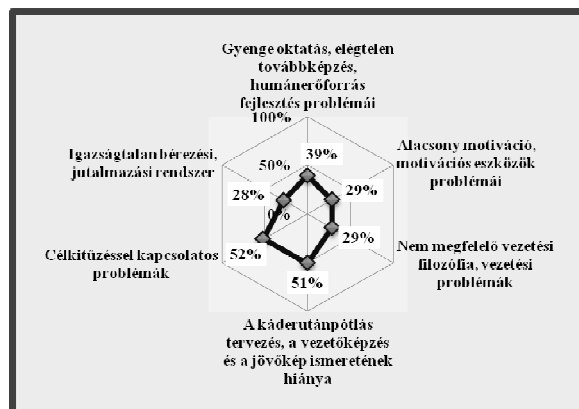 Gyenge oktatás, elégtelen
továbbképzés,
humánerőforrás
fejlesztés problémái
100%
Igazságtalan bérezési,
jutalmazási rendszer
50%
39%
Alacsony motiváció,
motivációs eszközök
problémái
28%
29%
0%
Célkitűzéssel kapcsolatos
problémák
52%
29%
Nem megfelelő vezetési
filozófia, vezetési
problémák
51%
A káderutánpótlás
tervezés, a vezetőképzés
és a jövőkép ismeretének
hiánya